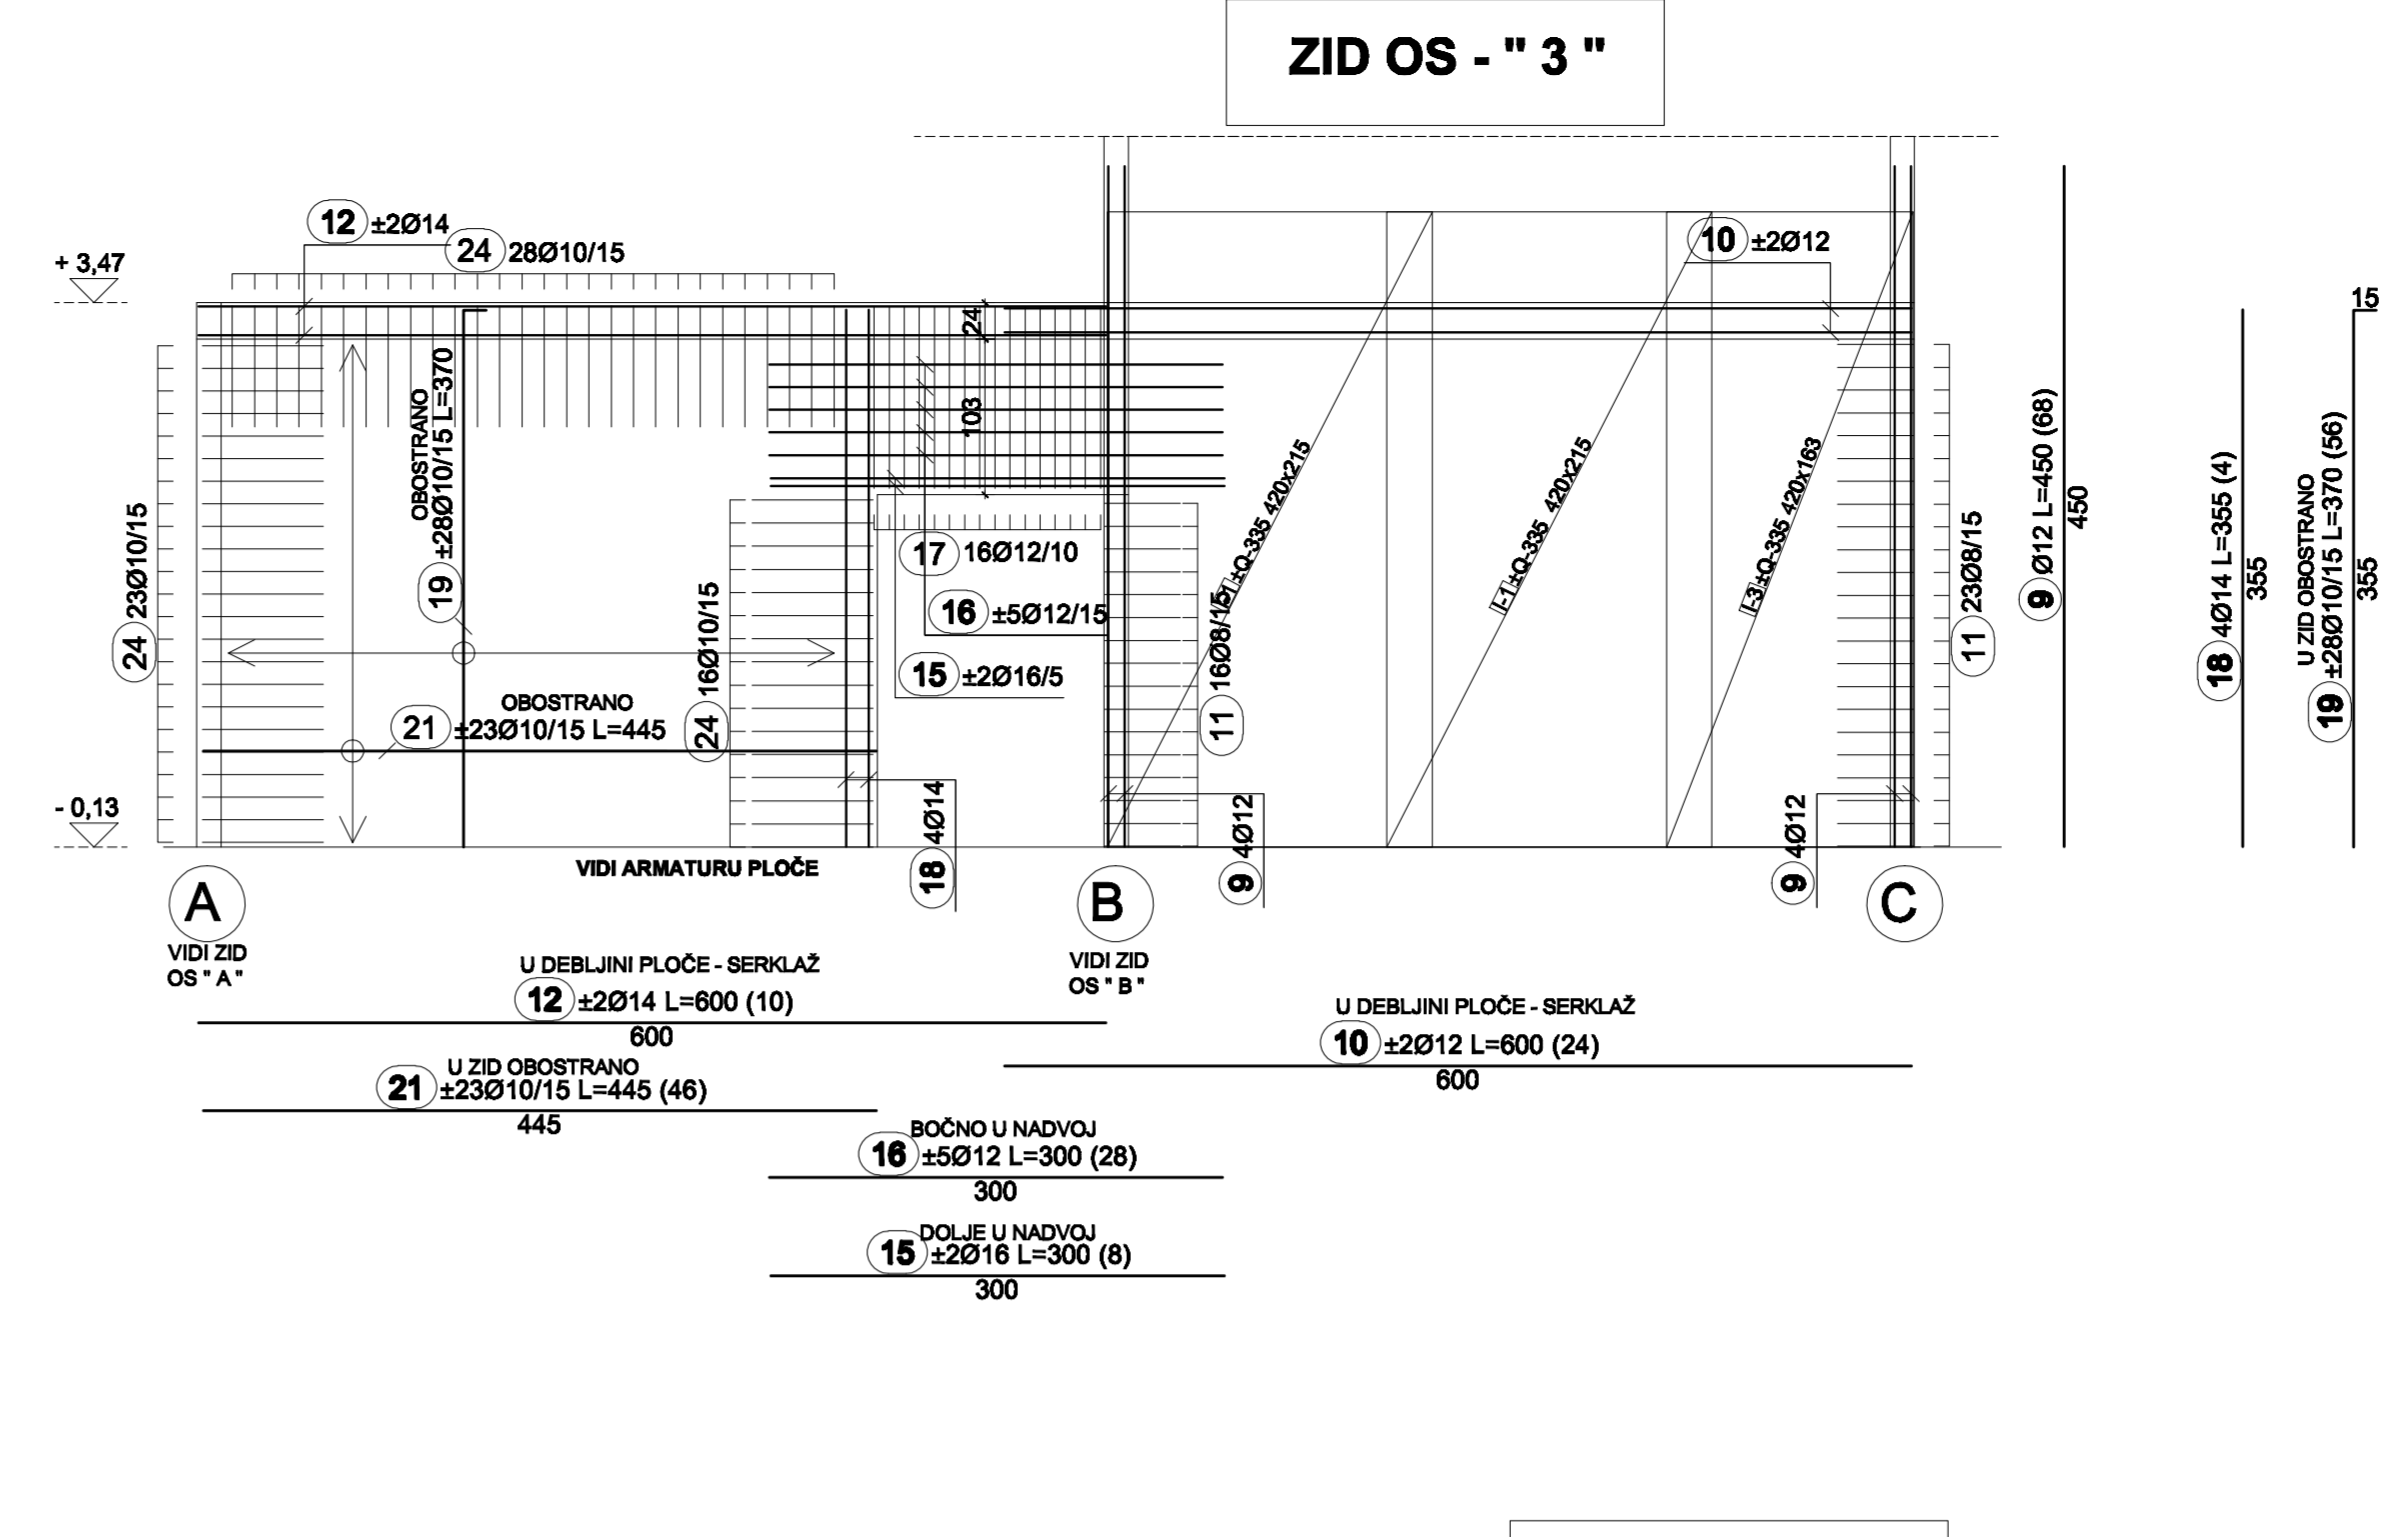 ZID OS - " 3 "
12 ±2Ø14
24 28Ø10/15
10 ±2Ø12
+ 3,47
15
24
103
OBOSTRANO
19 ±28Ø10/15 L=370
24 23Ø10/15
24 16Ø10/15
17 16Ø12/10
16 ±5Ø12/15
15 ±2Ø16/5
11 16Ø8/15
I-1 ±Q-335 420x215
I-1 ±Q-335 420x215
I-3 ±Q-335 420x163
11 23Ø8/15
9 Ø12 L=450 (68)
450
18 4Ø14 L=355 (4)
355
U ZID OBOSTRANO
19 ±28Ø10/15 L=370 (56)
355
OBOSTRANO
21 ±23Ø10/15 L=445
- 0,13
18 4Ø14
9 4Ø12
9 4Ø12
VIDI ARMATURU PLOČE
A
B
C
VIDI ZID
OS " A "
VIDI ZID
OS " B "
U DEBLJINI PLOČE - SERKLAŽ
12 ±2Ø14 L=600 (10)
600
U DEBLJINI PLOČE - SERKLAŽ
10 ±2Ø12 L=600 (24)
600
U ZID OBOSTRANO
21 ±23Ø10/15 L=445 (46)
445
BOČNO U NADVOJ
16 ±5Ø12 L=300 (28)
300
DOLJE U NADVOJ
15 ±2Ø16 L=300 (8)
300